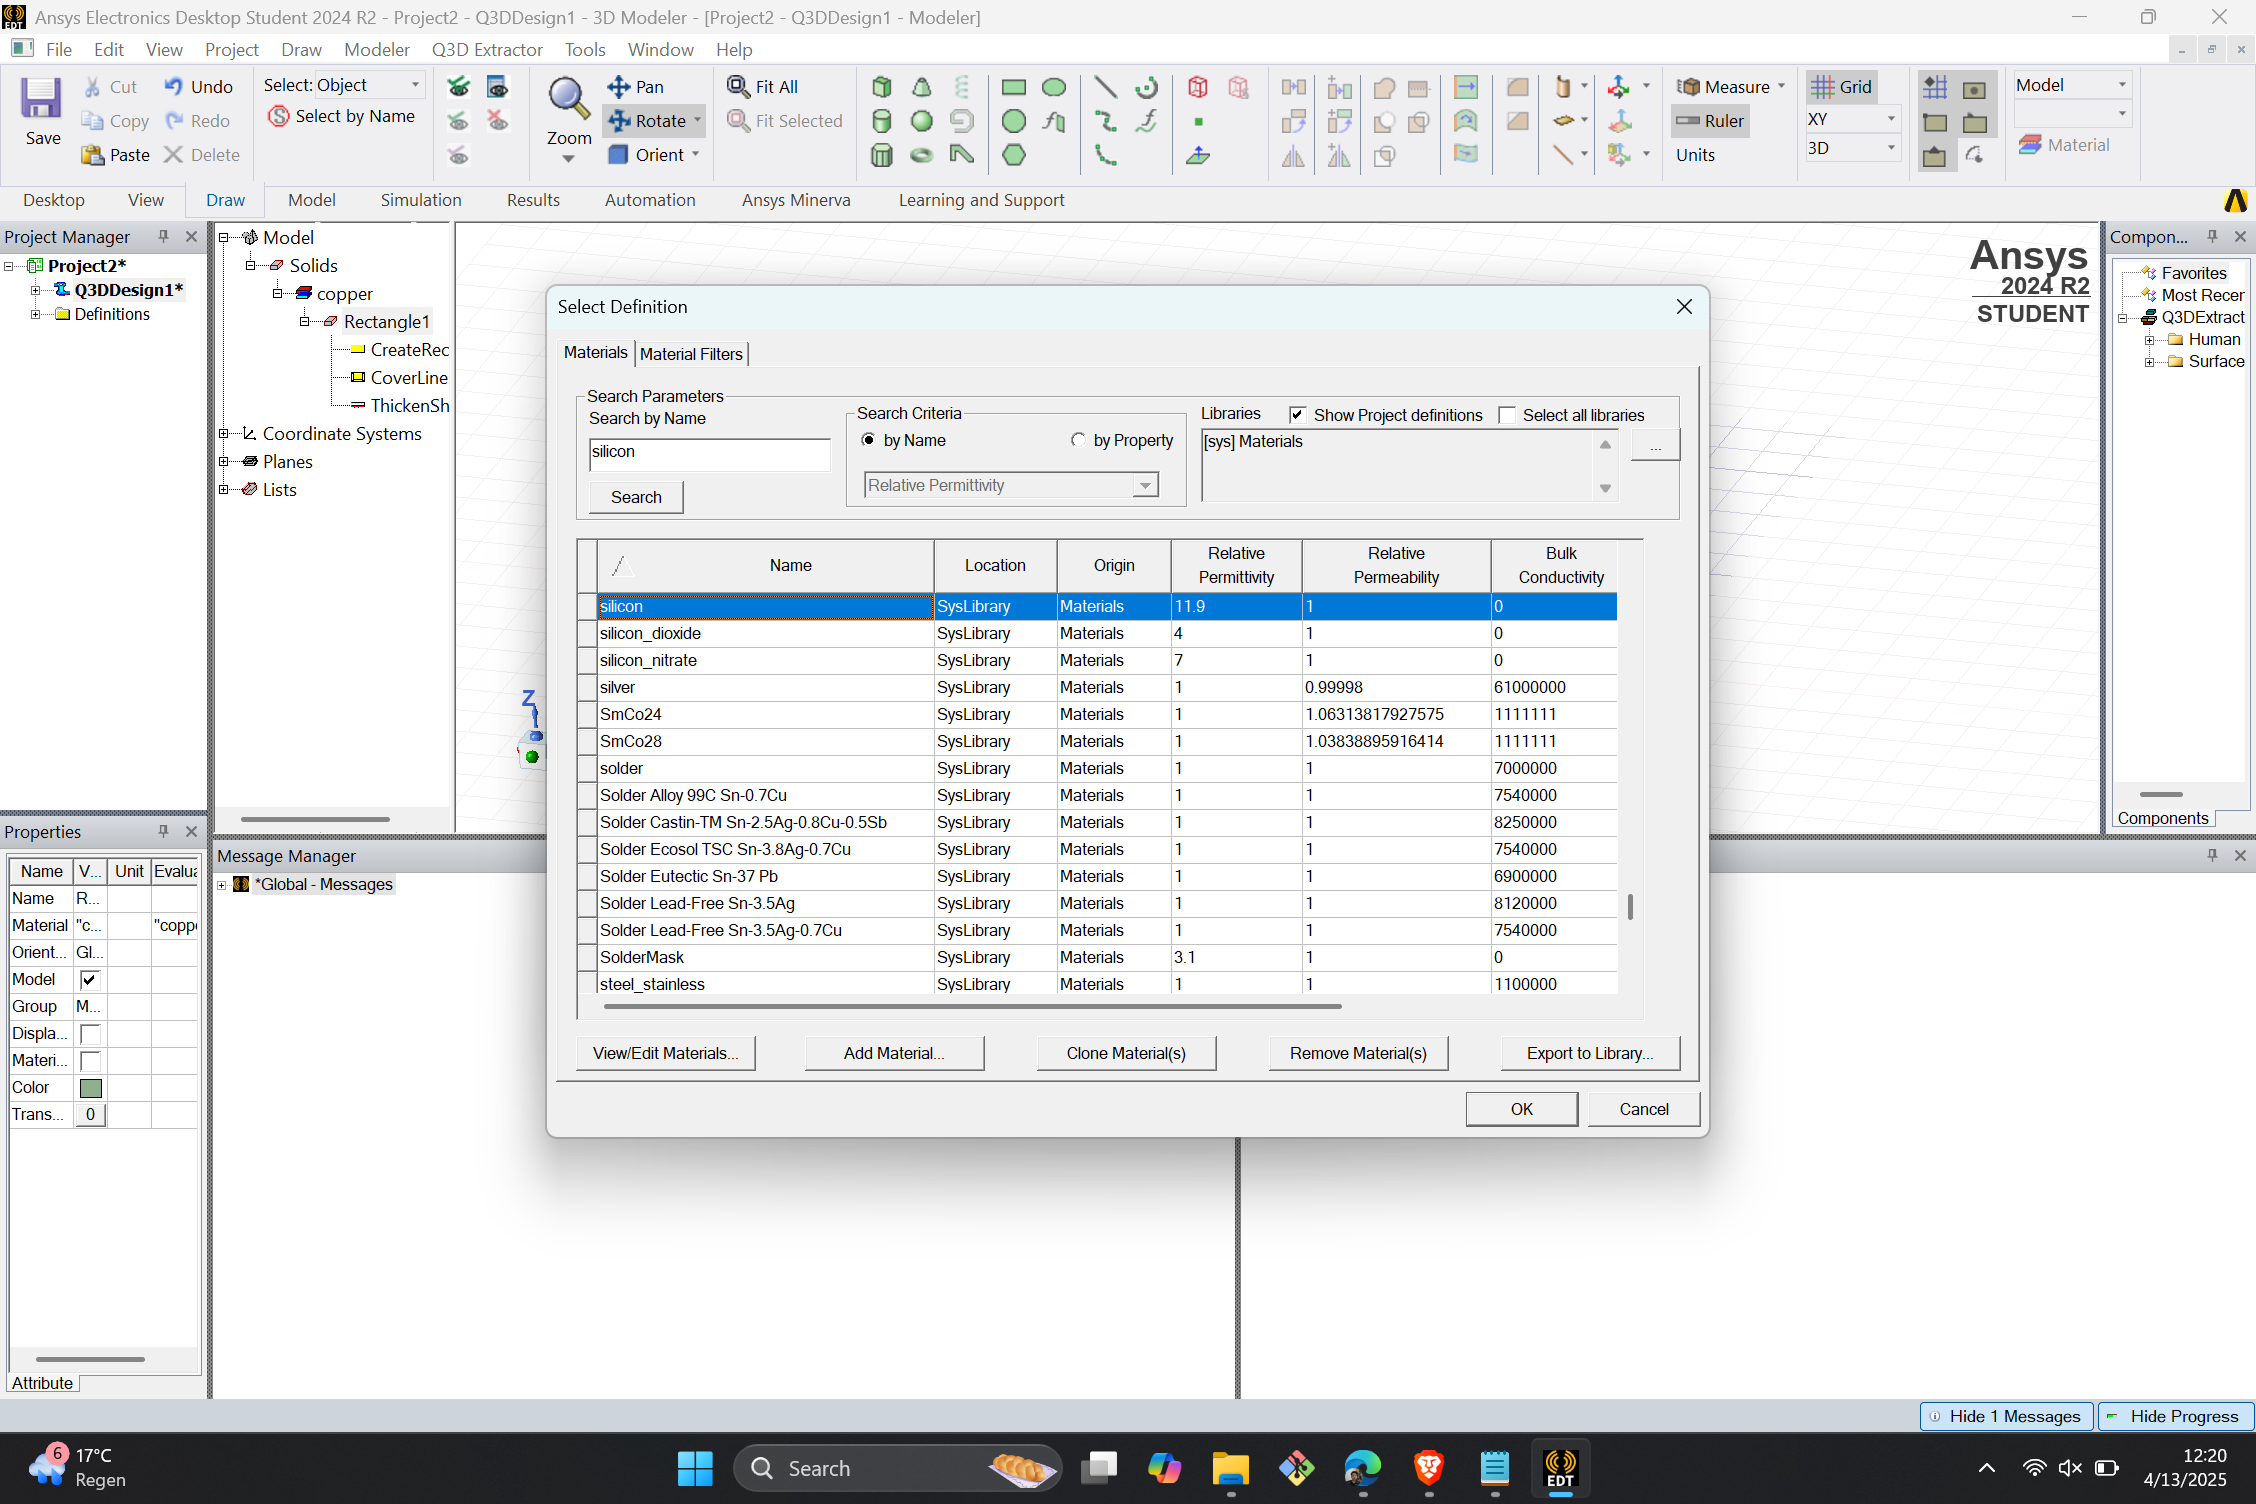 Ansys Electronics Desktop Student 2024 R2 - Project2 - Q3DDesign1 - 3D Modeler - [Project2 - Q3DDesign1 - Modeler]
File Edit View Project Draw Modeler Q3D Extractor Tools Window Help
Save
Cut
Copy
Paste
Undo
Redo
Delete
Select: Object
Select by Name
Zoom
Pan
Rotate
Orient
Fit All
Fit Selected
Measure
Ruler
Units
Grid
XY
3D
Model
Material
Desktop View Draw Model Simulation Results Automation Ansys Minerva Learning and Support
Project Manager
Project2*
Q3DDesign1*
Definitions
Model
Solids
copper
Rectangle1
CreateRec
CoverLine
ThickenSh
Coordinate Systems
Planes
Lists
Ansys
2024 R2
STUDENT
Z
Compon...
Favorites
Most Recer
Q3DExtract
Human
Surface
Components
Select Definition
Materials Material Filters
Search Parameters
Search by Name
silicon
Search
Search Criteria
by Name by Property
Relative Permittivity
Libraries Show Project definitions Select all libraries
[sys] Materials
...
Name Location Origin Relative Permittivity Relative Permeability Bulk Conductivity
silicon SysLibrary Materials 11.9 1 0
silicon_dioxide SysLibrary Materials 4 1 0
silicon_nitrate SysLibrary Materials 7 1 0
silver SysLibrary Materials 1 0.99998 61000000
SmCo24 SysLibrary Materials 1 1.06313817927575 1111111
SmCo28 SysLibrary Materials 1 1.03838895916414 1111111
solder SysLibrary Materials 1 1 7000000
Solder Alloy 99C Sn-0.7Cu SysLibrary Materials 1 1 7540000
Solder Castin-TM Sn-2.5Ag-0.8Cu-0.5Sb SysLibrary Materials 1 1 8250000
Solder Ecosol TSC Sn-3.8Ag-0.7Cu SysLibrary Materials 1 1 7540000
Solder Eutectic Sn-37 Pb SysLibrary Materials 1 1 6900000
Solder Lead-Free Sn-3.5Ag SysLibrary Materials 1 1 8120000
Solder Lead-Free Sn-3.5Ag-0.7Cu SysLibrary Materials 1 1 7540000
SolderMask SysLibrary Materials 3.1 1 0
steel_stainless SysLibrary Materials 1 1 1100000
View/Edit Materials... Add Material... Clone Material(s) Remove Material(s) Export to Library...
OK Cancel
Properties
Name V... Unit Evalua
Name R...
Material "c... "coppe
Orient... Gl...
Model
Group M...
Displa...
Materi...
Color
Trans... 0
Attribute
Message Manager
*Global - Messages
Hide 1 Messages Hide Progress
6 17°C
Regen
Search
EDT
12:20
4/13/2025